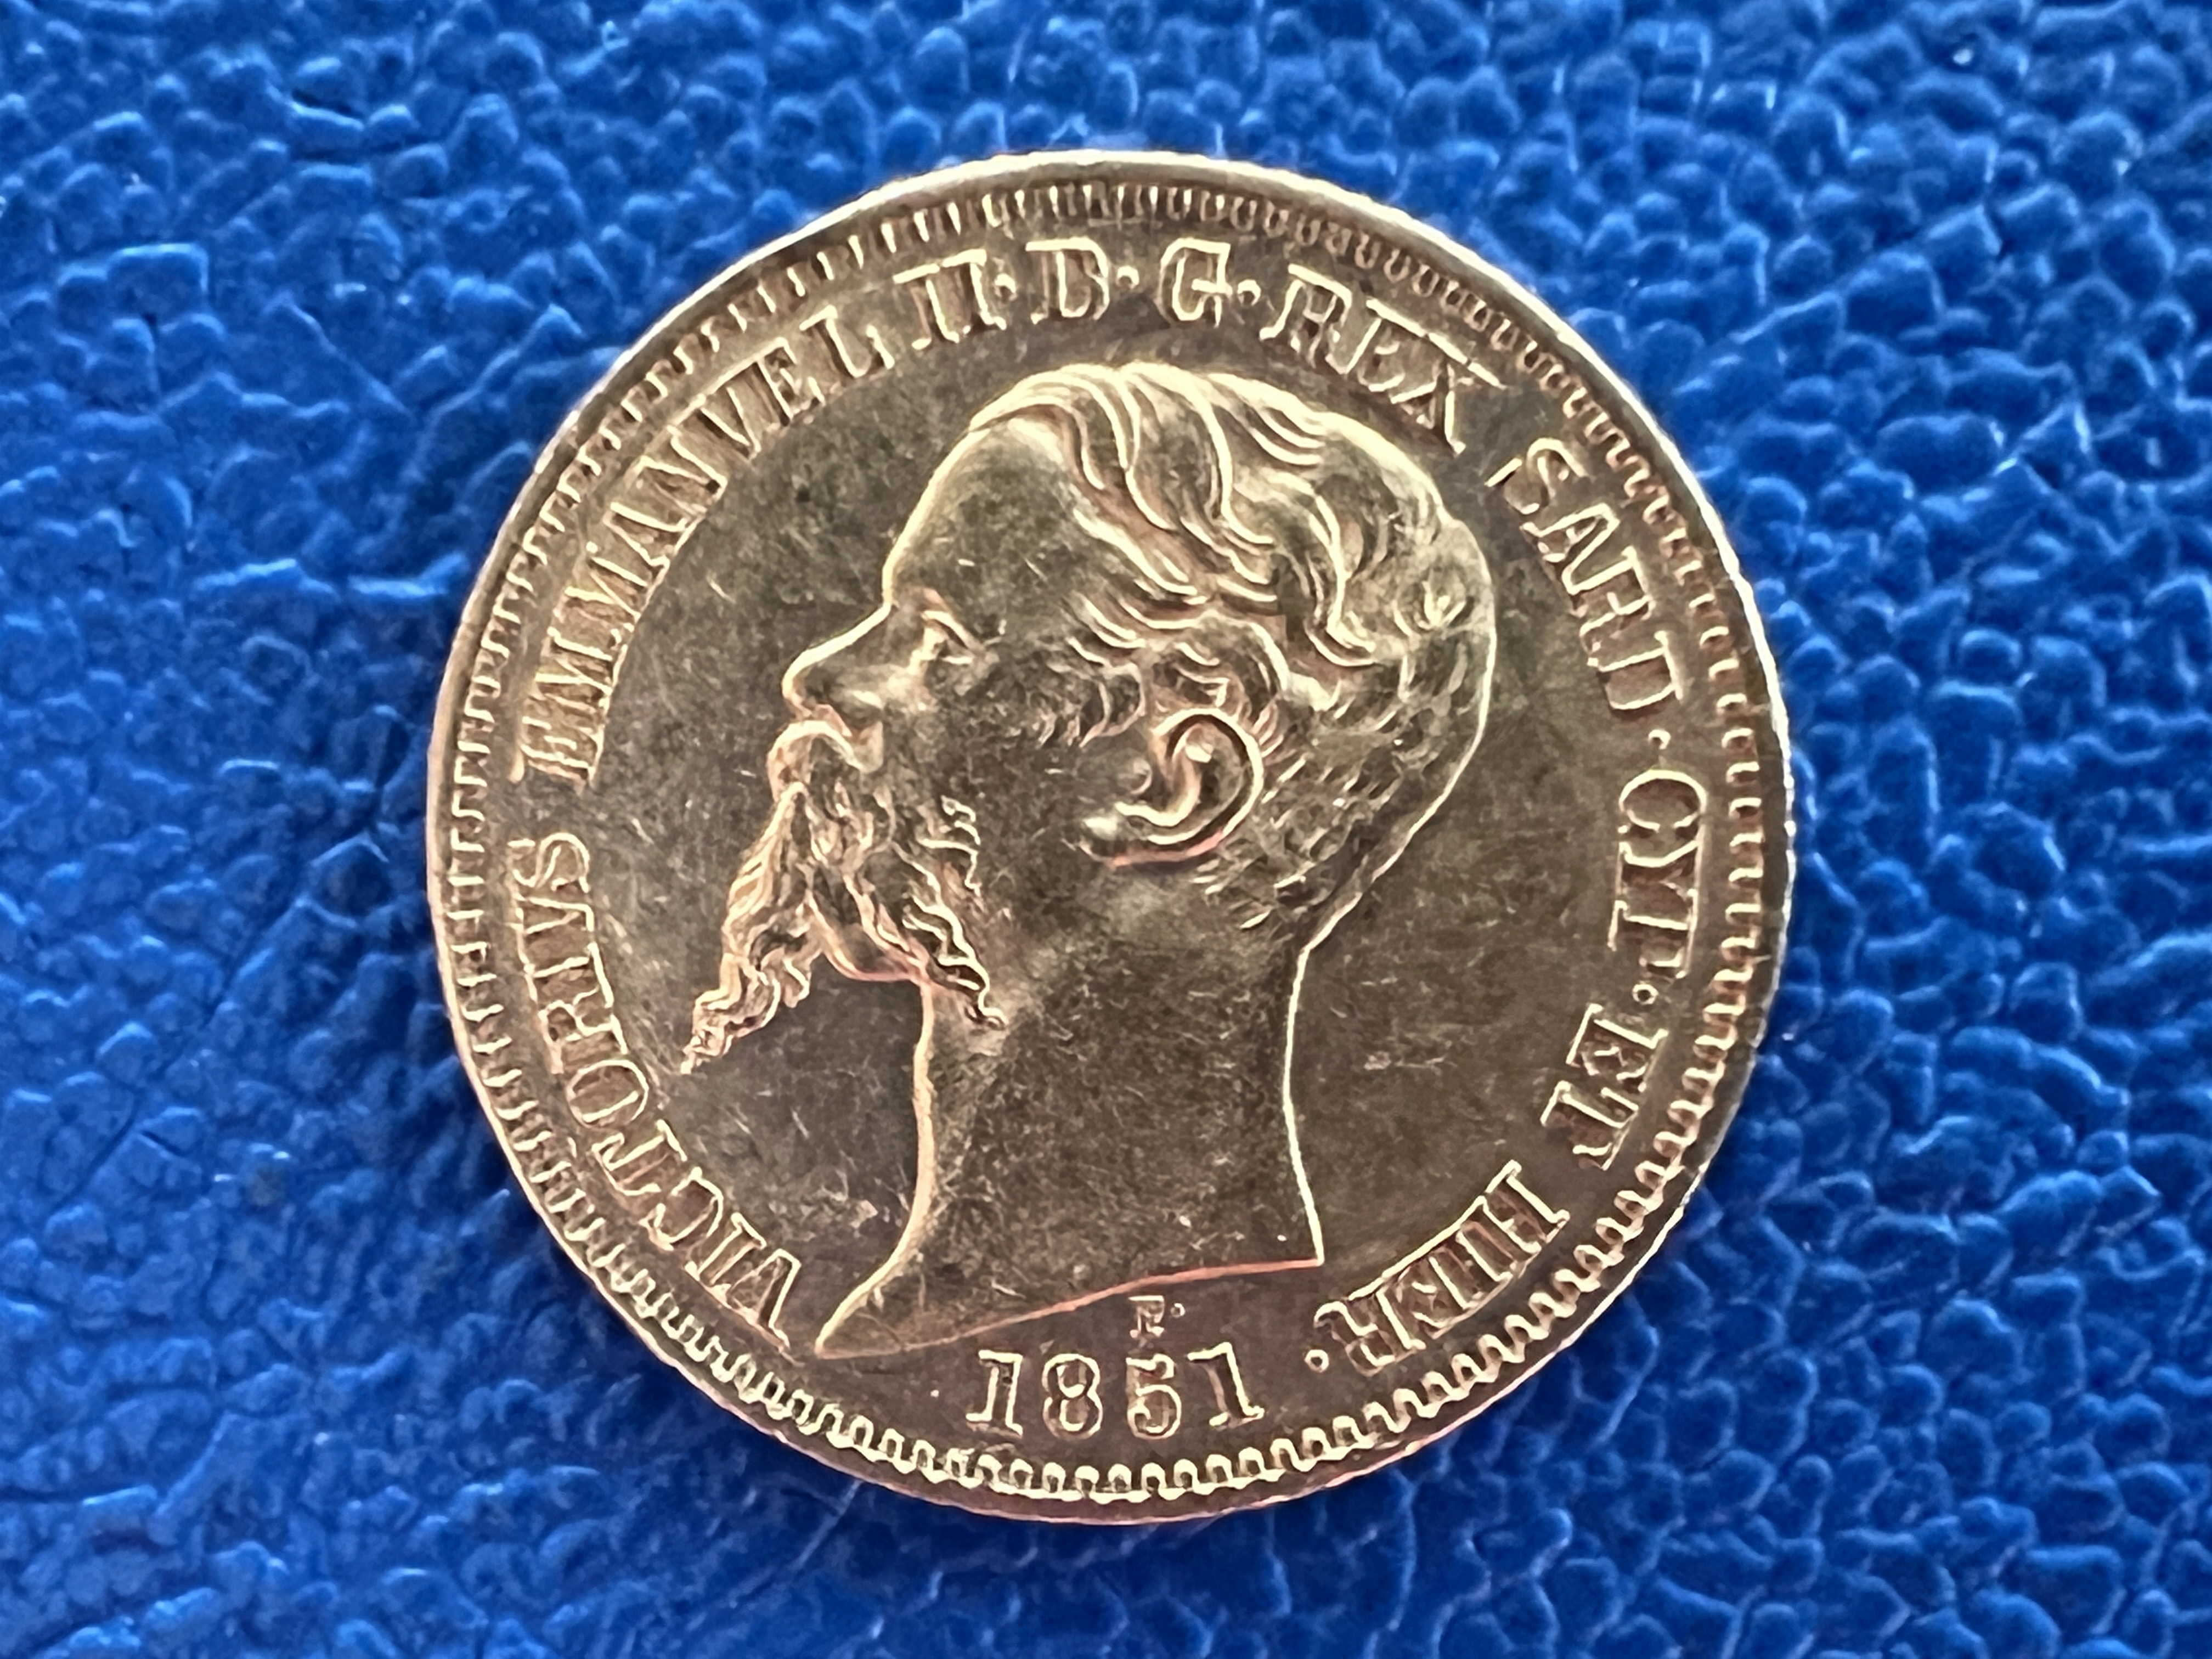 VICTORIVS EMMANVEL II·D·G·REX SARD·CYP·ET HIER·
F·
1851